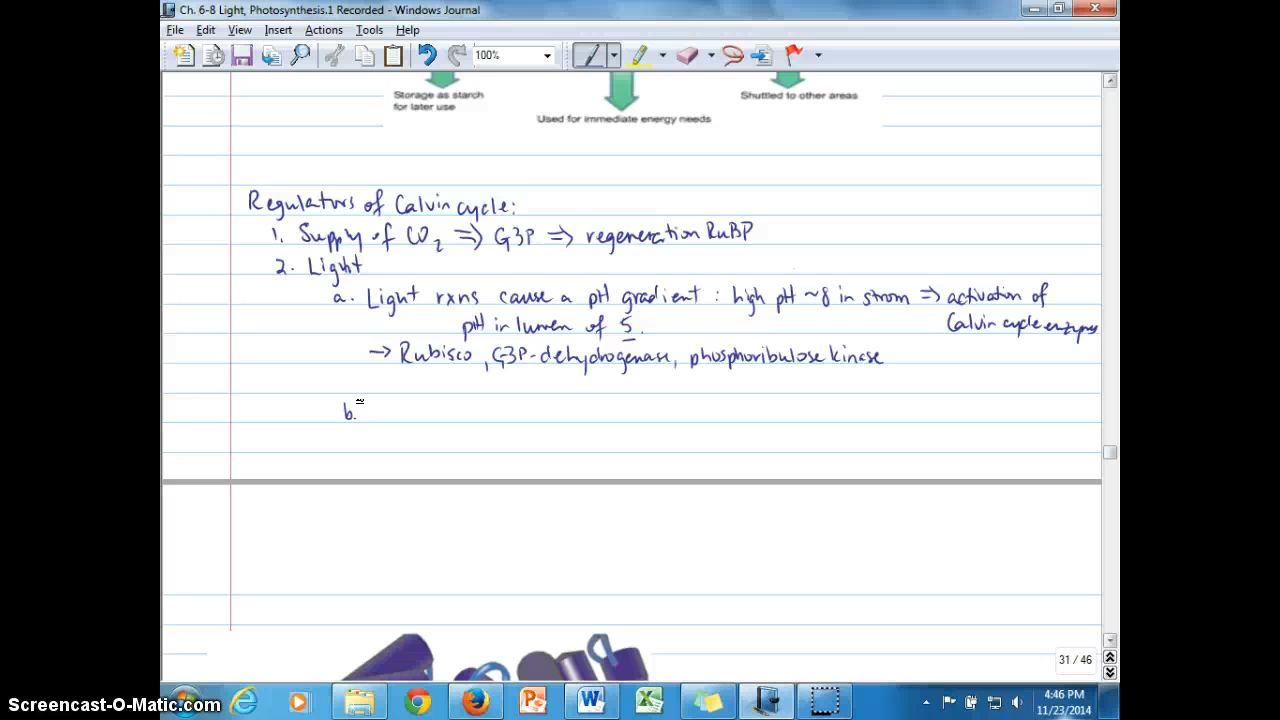 Ch. 6-8 Light, Photosynthesis.1 Recorded - Windows Journal
File Edit View Insert Actions Tools Help
100%
Storage as starch
for later use
Used for immediate energy needs
Shuttled to other areas
Regulators of Calvin cycle:
1. Supply of CO2 ⇒ G3P ⇒ regeneration RuBP
2. Light
a. Light rxns cause a pH gradient : high pH ~8 in strom ⇒ activation of
Calvin cycle enzymes
pH in lumen of 5.
→ Rubisco, G3P-dehydrogenase, phosphoribulose kinase
b.
31 / 46
Screencast-O-Matic.com
4:46 PM
11/23/2014